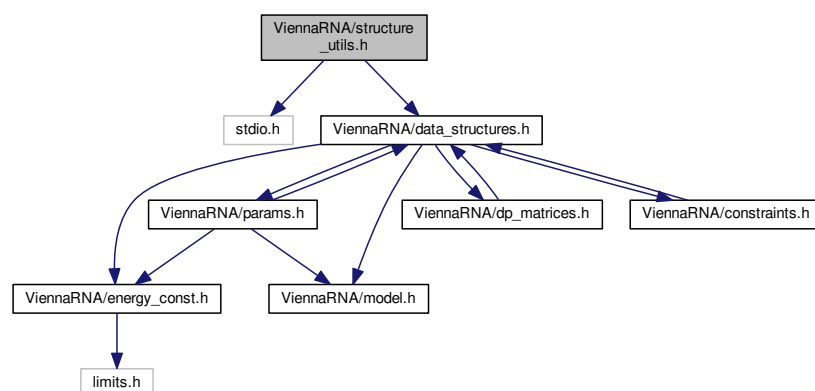 ViennaRNA/structure
_utils.h
stdio.h
ViennaRNA/data_structures.h
ViennaRNA/params.h
ViennaRNA/dp_matrices.h
ViennaRNA/constraints.h
ViennaRNA/energy_const.h
ViennaRNA/model.h
limits.h